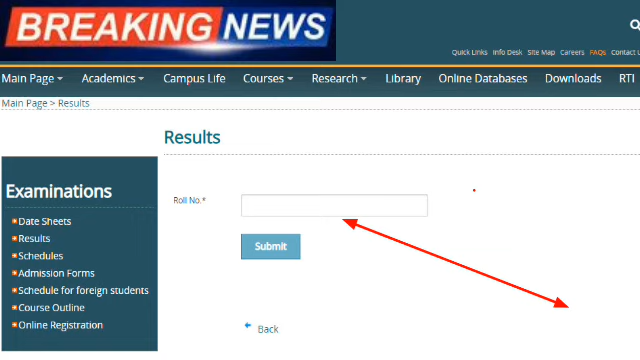 BREAKING NEWS
Quick Links Info Desk Site Map Careers FAQs Contact U
Main Page Academics Campus Life Courses Research Library Online Databases Downloads RTI
Main Page > Results
Results
Examinations
Date Sheets
Results
Schedules
Admission Forms
Schedule for foreign students
Course Outline
Online Registration
Roll No.*
Submit
Back